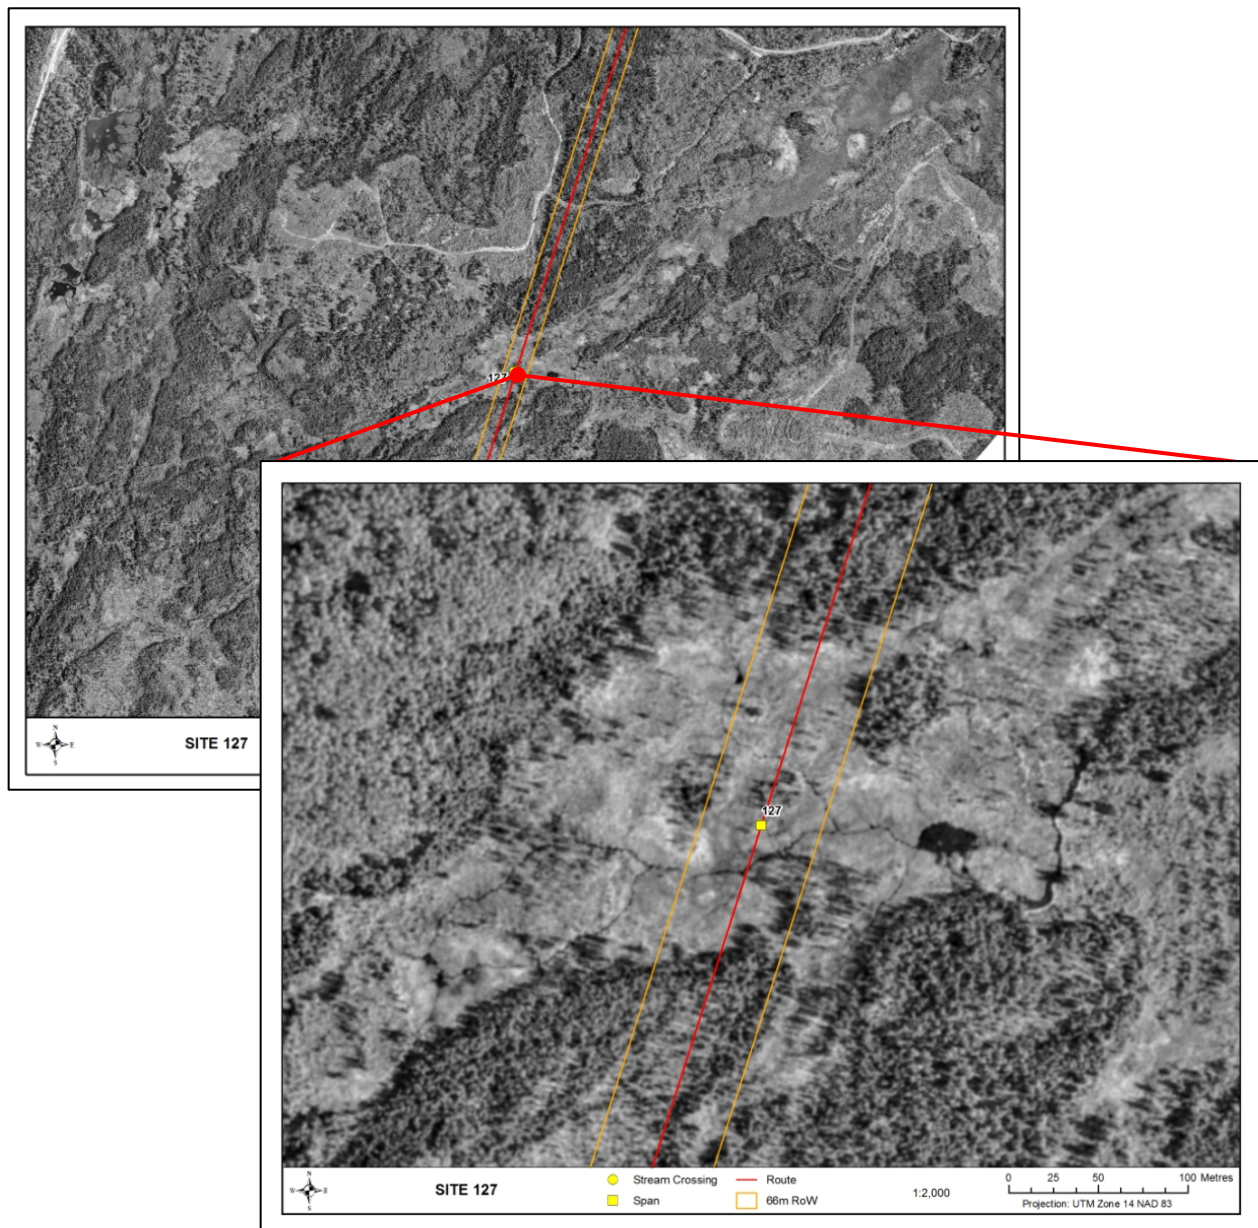 127
N
W E
S
SITE 127
127
N
W E
S
SITE 127
Stream Crossing
Span
Route
66m RoW
1:2,000
0 25 50 100 Metres
Projection: UTM Zone 14 NAD 83